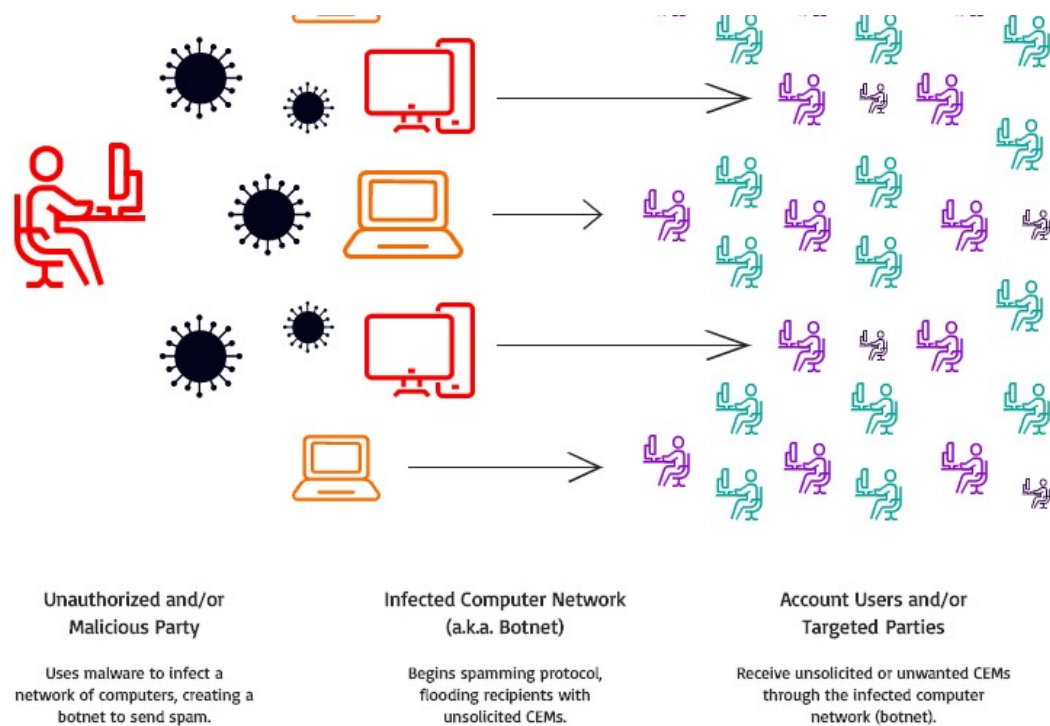 Unauthorized and/or
Malicious Party
Uses malware to infect a
network of computers, creating a
botnet to send spam.
Infected Computer Network
(a.k.a. Botnet)
Begins spamming protocol,
flooding recipients with
unsolicited CEMs.
Account Users and/or
Targeted Parties
Receive unsolicited or unwanted CEMs
through the infected computer
network (botnet).